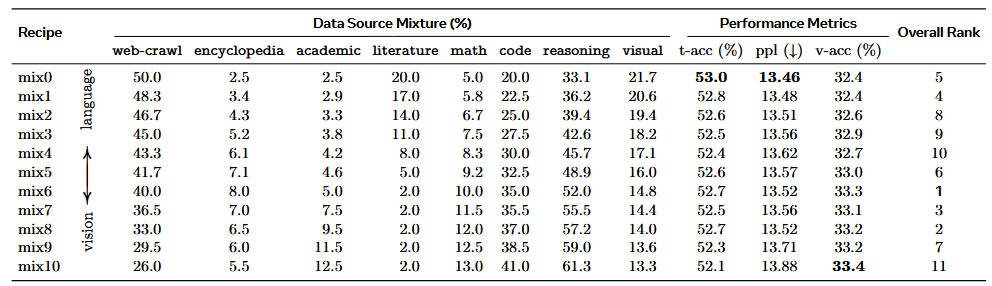 Recipe Data Source Mixture (%) Performance Metrics Overall Rank
web-crawl encyclopedia academic literature math code reasoning visual t-acc (%) ppl (↓) v-acc (%)
mix0 50.0 2.5 2.5 20.0 5.0 20.0 33.1 21.7 53.0 13.46 32.4 5
mix1 48.3 3.4 2.9 17.0 5.8 22.5 36.2 20.6 52.8 13.48 32.4 4
mix2 46.7 4.3 3.3 14.0 6.7 25.0 39.4 19.4 52.6 13.51 32.6 8
mix3 45.0 5.2 3.8 11.0 7.5 27.5 42.6 18.2 52.5 13.56 32.9 9
mix4 43.3 6.1 4.2 8.0 8.3 30.0 45.7 17.1 52.4 13.62 32.7 10
mix5 41.7 7.1 4.6 5.0 9.2 32.5 48.9 16.0 52.6 13.57 33.0 6
mix6 40.0 8.0 5.0 2.0 10.0 35.0 52.0 14.8 52.7 13.52 33.3 1
mix7 36.5 7.0 7.5 2.0 11.5 35.5 55.5 14.4 52.5 13.56 33.1 3
mix8 33.0 6.5 9.5 2.0 12.0 37.0 57.2 14.0 52.7 13.52 33.2 2
mix9 29.5 6.0 11.5 2.0 12.5 38.5 59.0 13.6 52.3 13.71 33.2 7
mix10 26.0 5.5 12.5 2.0 13.0 41.0 61.3 13.3 52.1 13.88 33.4 11
language
vision